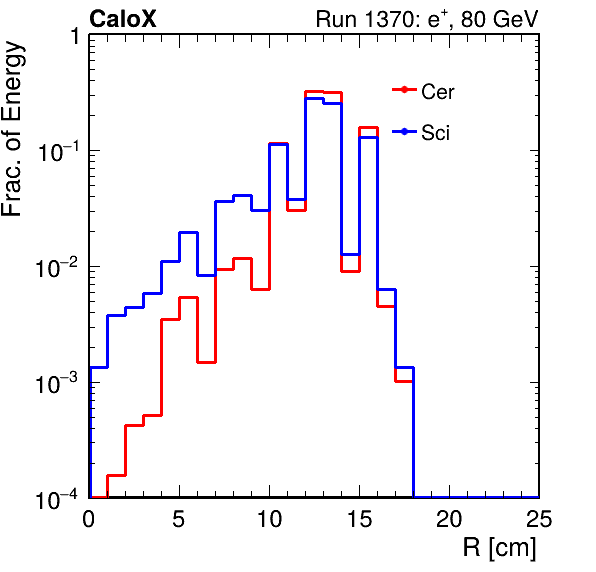 CaloX Run 1370: e⁺, 80 GeV
Frac. of Energy
1
10⁻¹
10⁻²
10⁻³
10⁻⁴
Cer
Sci
0 5 10 15 20 25
R [cm]